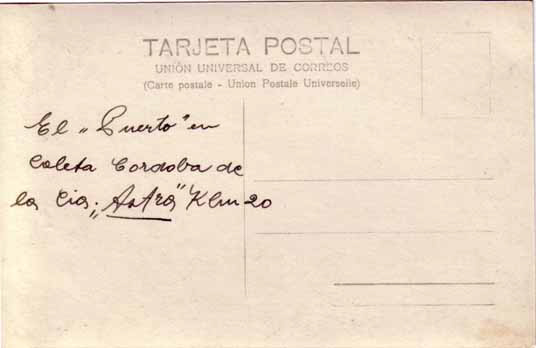 TARJETA POSTAL
UNIÓN UNIVERSAL DE CORREOS
(Carte postale - Union Postale Universelle)
El „Puerto" en
Caleta Cordoba de
la Cia. „Astra" Klm 20